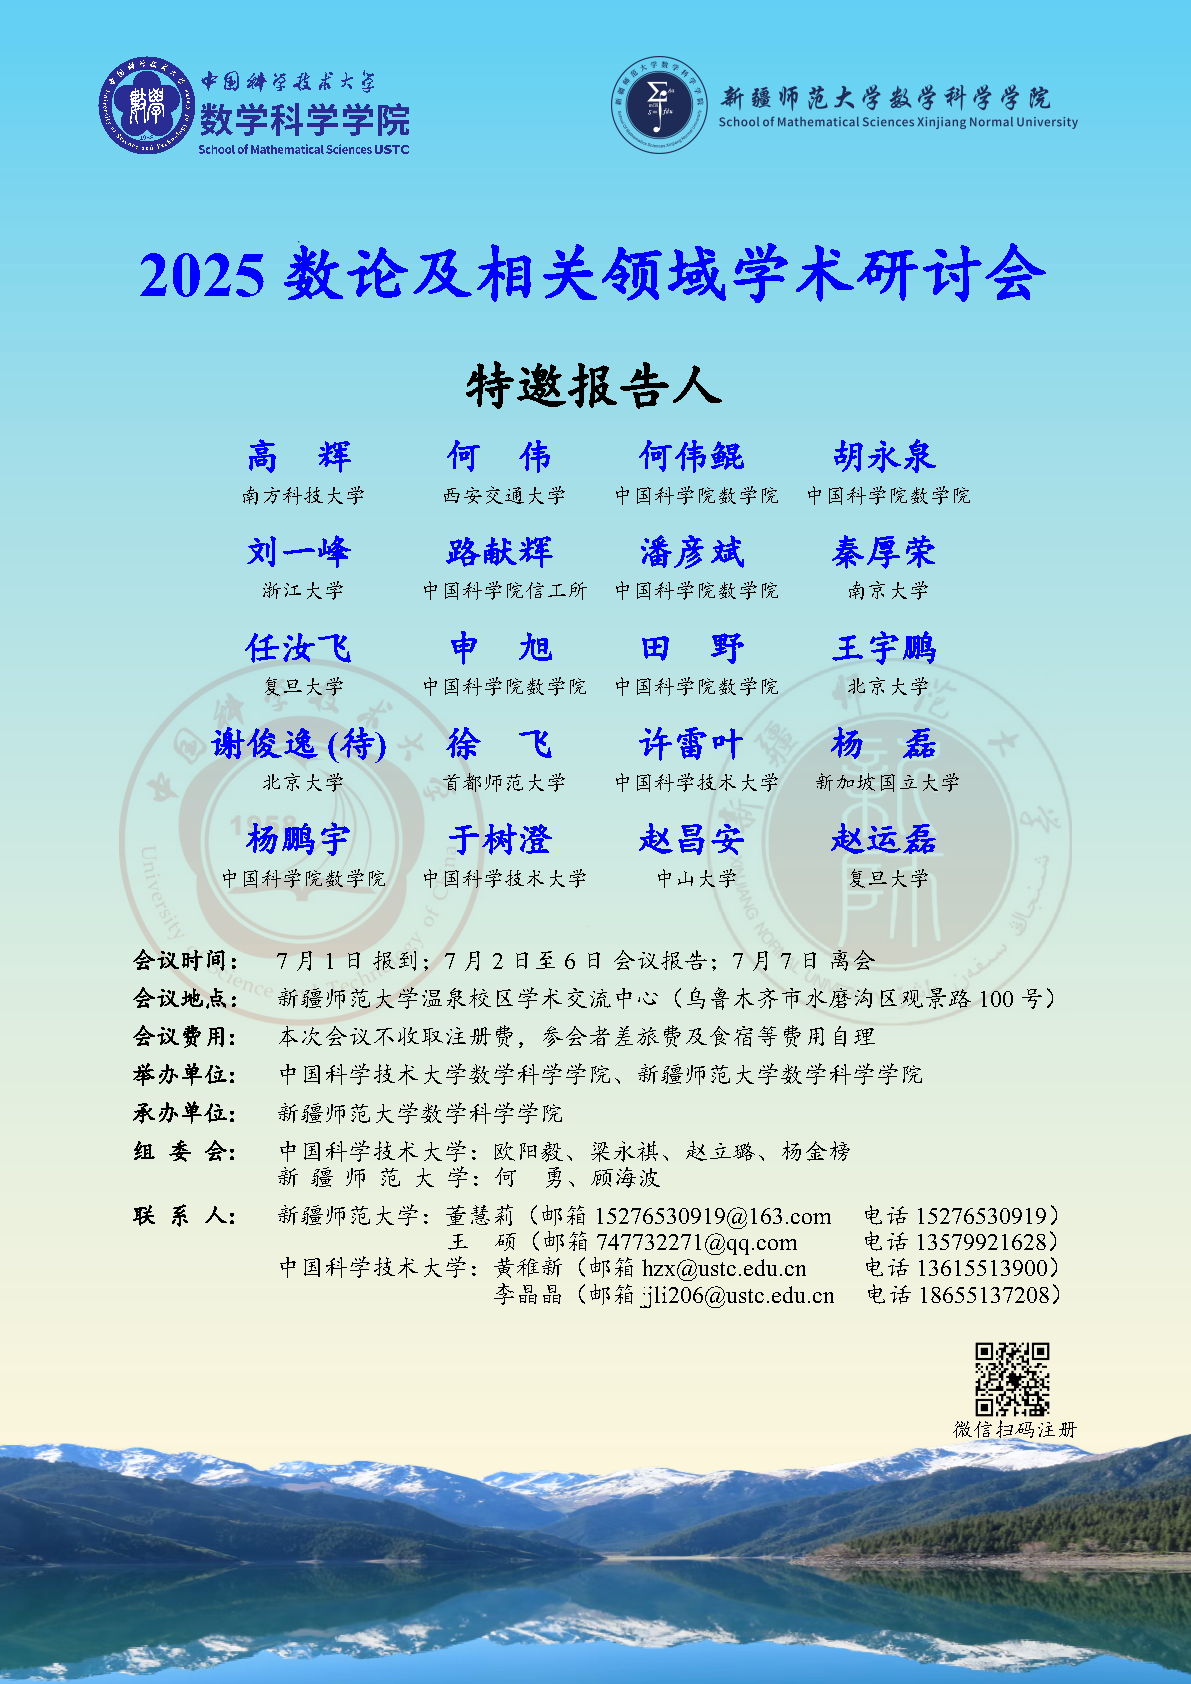 中国科学技术大学
数学科学学院
School of Mathematical Sciences USTC
新疆师范大学数学科学学院
School of Mathematical Sciences Xinjiang Normal University
2025 数论及相关领域学术研讨会
特邀报告人
高 辉 何 伟 何伟鲲 胡永泉
南方科技大学 西安交通大学 中国科学院数学院 中国科学院数学院
刘一峰 路献辉 潘彦斌 秦厚荣
浙江大学 中国科学院信工所 中国科学院数学院 南京大学
任汝飞 申 旭 田 野 王宇鹏
复旦大学 中国科学院数学院 中国科学院数学院 北京大学
谢俊逸 (待) 徐 飞 许雷叶 杨 磊
北京大学 首都师范大学 中国科学技术大学 新加坡国立大学
杨鹏宇 于树澄 赵昌安 赵运磊
中国科学院数学院 中国科学技术大学 中山大学 复旦大学
会议时间： 7 月 1 日 报到；7 月 2 日至 6 日 会议报告；7 月 7 日 离会
会议地点： 新疆师范大学温泉校区学术交流中心（乌鲁木齐市水磨沟区观景路 100 号）
会议费用： 本次会议不收取注册费，参会者差旅费及食宿等费用自理
举办单位： 中国科学技术大学数学科学学院、新疆师范大学数学科学学院
承办单位： 新疆师范大学数学科学学院
组 委 会： 中国科学技术大学：欧阳毅、梁永祺、赵立璐、杨金榜
新 疆 师 范 大 学：何 勇、顾海波
联 系 人： 新疆师范大学：董慧莉（邮箱 15276530919@163.com 电话 15276530919）
王 硕（邮箱 747732271@qq.com 电话 13579921628）
中国科学技术大学：黄稚新（邮箱 hzx@ustc.edu.cn 电话 13615513900）
李晶晶（邮箱 jjli206@ustc.edu.cn 电话 18655137208）
微信扫码注册